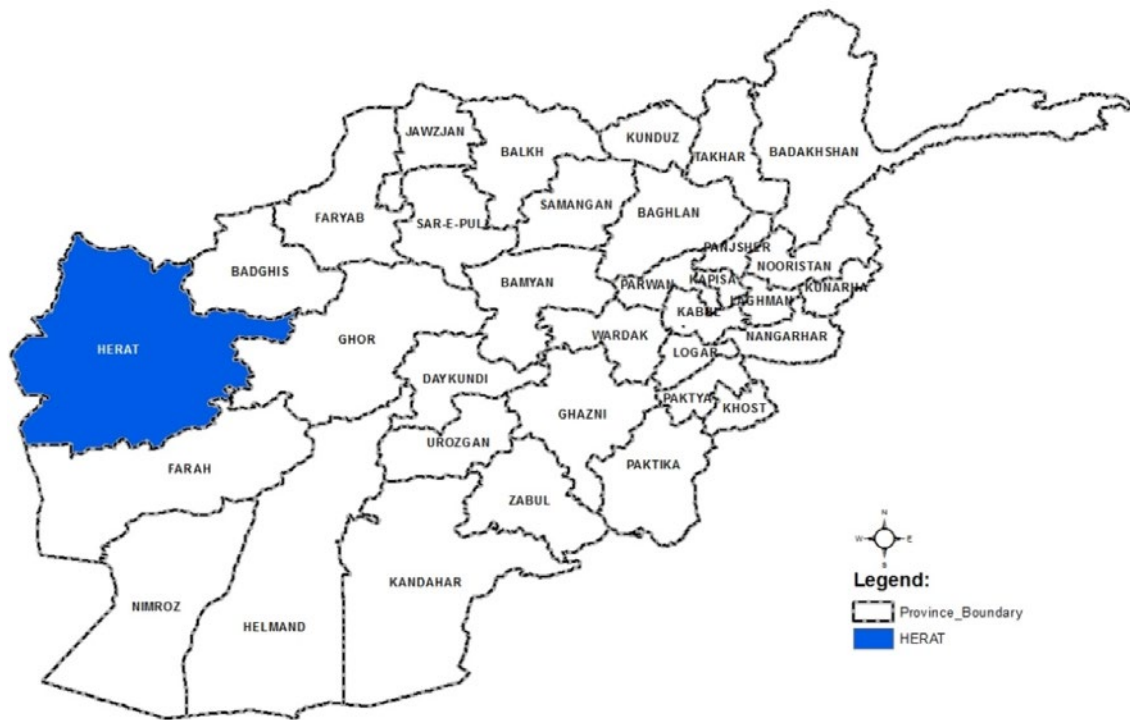 JAWZJAN
BALKH
KUNDUZ
TAKHAR
BADAKHSHAN
FARYAB
SAR-E-PUL
SAMANGAN
BAGHLAN
BADGHIS
BAMYAN
PANJSHER
NOORISTAN
PARWAN
KAPISA
LAGHMAN
KUNARHA
HERAT
GHOR
WARDAK
KABUL
NANGARHAR
LOGAR
DAYKUNDI
GHAZNI
PAKTYA
KHOST
UROZGAN
FARAH
PAKTIKA
ZABUL
KANDAHAR
NIMROZ
HELMAND
N
W E
S
Legend:
Province_Boundary
HERAT